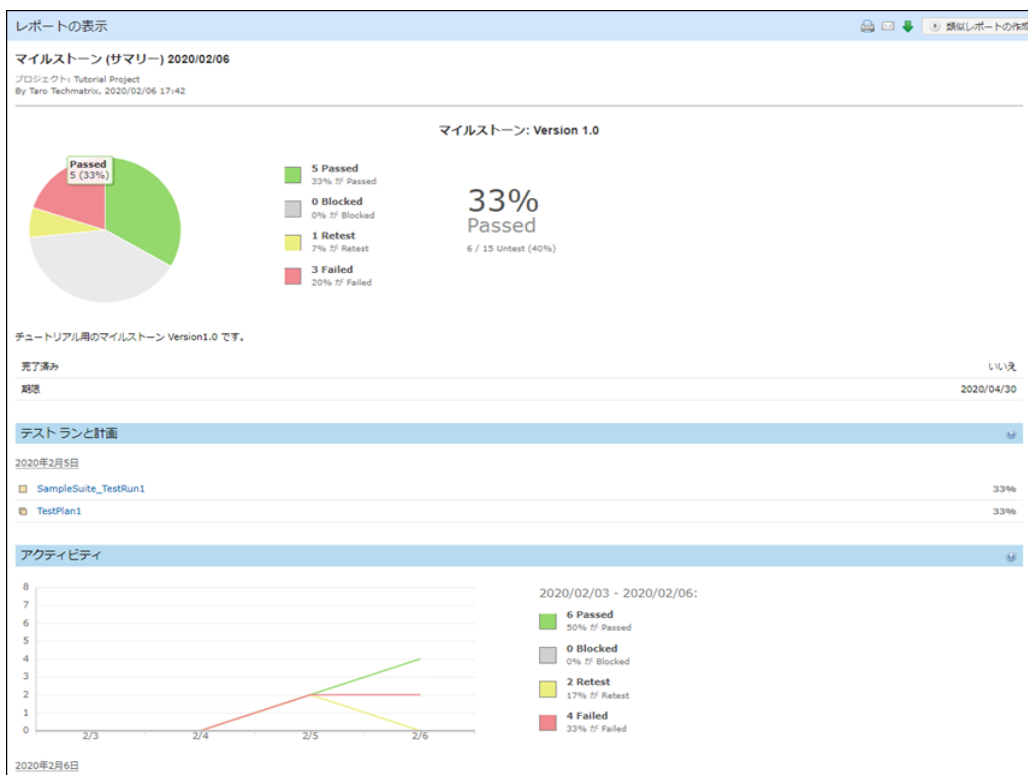 レポートの表示
類似レポートの作成
マイルストーン (サマリー) 2020/02/06
プロジェクト: Tutorial Project
By Taro Techmatrix, 2020/02/06 17:42
マイルストーン: Version 1.0
Passed
5 (33%)
5 Passed
33% が Passed
0 Blocked
0% が Blocked
1 Retest
7% が Retest
3 Failed
20% が Failed
33%
Passed
6 / 15 Untest (40%)
チュートリアル用のマイルストーン Version1.0 です。
完了済み いいえ
期限 2020/04/30
テスト ランと計画
2020年2月5日
SampleSuite_TestRun1 33%
TestPlan1 33%
アクティビティ
8
7
6
5
4
3
2
1
0
2/3 2/4 2/5 2/6
2020/02/03 - 2020/02/06:
6 Passed
50% が Passed
0 Blocked
0% が Blocked
2 Retest
17% が Retest
4 Failed
33% が Failed
2020年2月6日